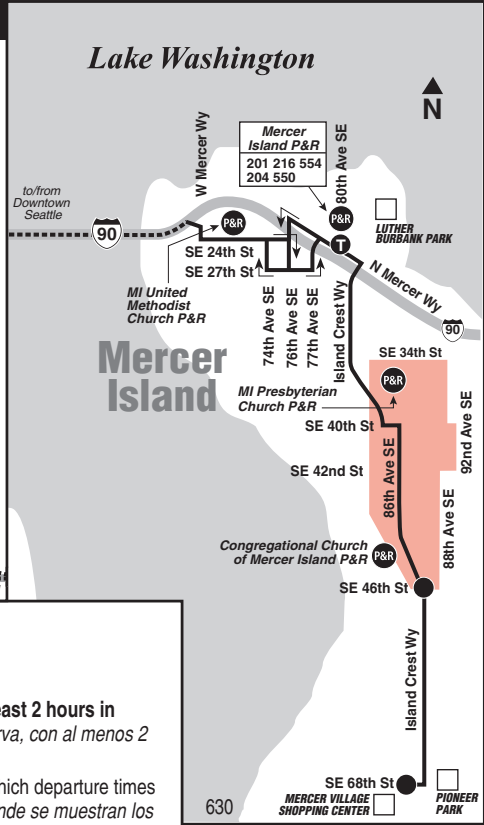 Lake Washington
N
W Mercer Wy
Mercer
Island P&R
201 216 554
204 550
80th Ave SE
to/from
Downtown
Seattle
90
P&R
P&R
T
LUTHER
BURBANK PARK
SE 24th St
SE 27th St
N Mercer Wy
MI United
Methodist
Church P&R
74th Ave SE
76th Ave SE
77th Ave SE
Island Crest Wy
90
Mercer
Island
SE 34th St
P&R
MI Presbyterian
Church P&R
SE 40th St
92nd Ave SE
SE 42nd St
86th Ave SE
88th Ave SE
Congregational Church
of Mercer Island P&R
P&R
SE 46th St
Island Crest Wy
east 2 hours in
rva, con al menos 2
hich departure times
nde se muestran los
630
SE 68th St
MERCER VILLAGE
SHOPPING CENTER
PIONEER
PARK